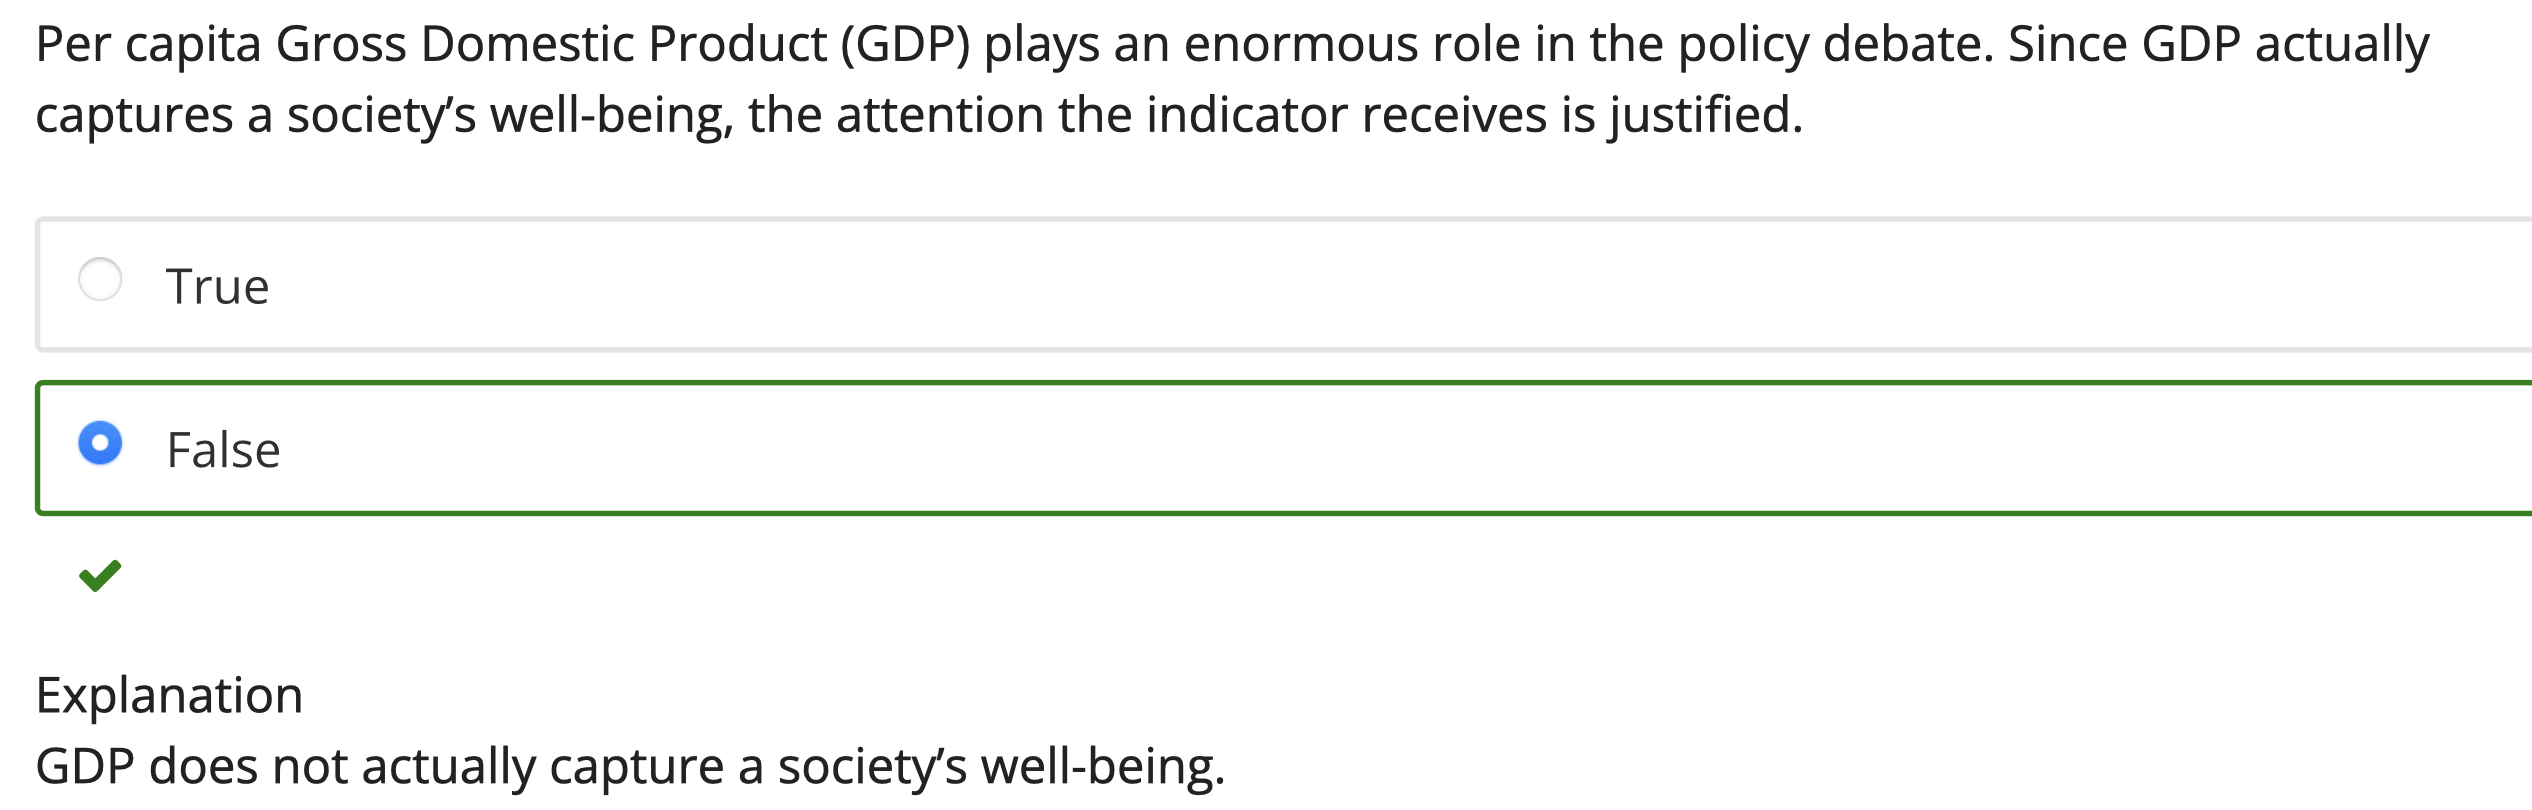 Per capita Gross Domestic Product (GDP) plays an enormous role in the policy debate. Since GDP actually
captures a society’s well-being, the attention the indicator receives is justified.
True
False
Explanation
GDP does not actually capture a society’s well-being.